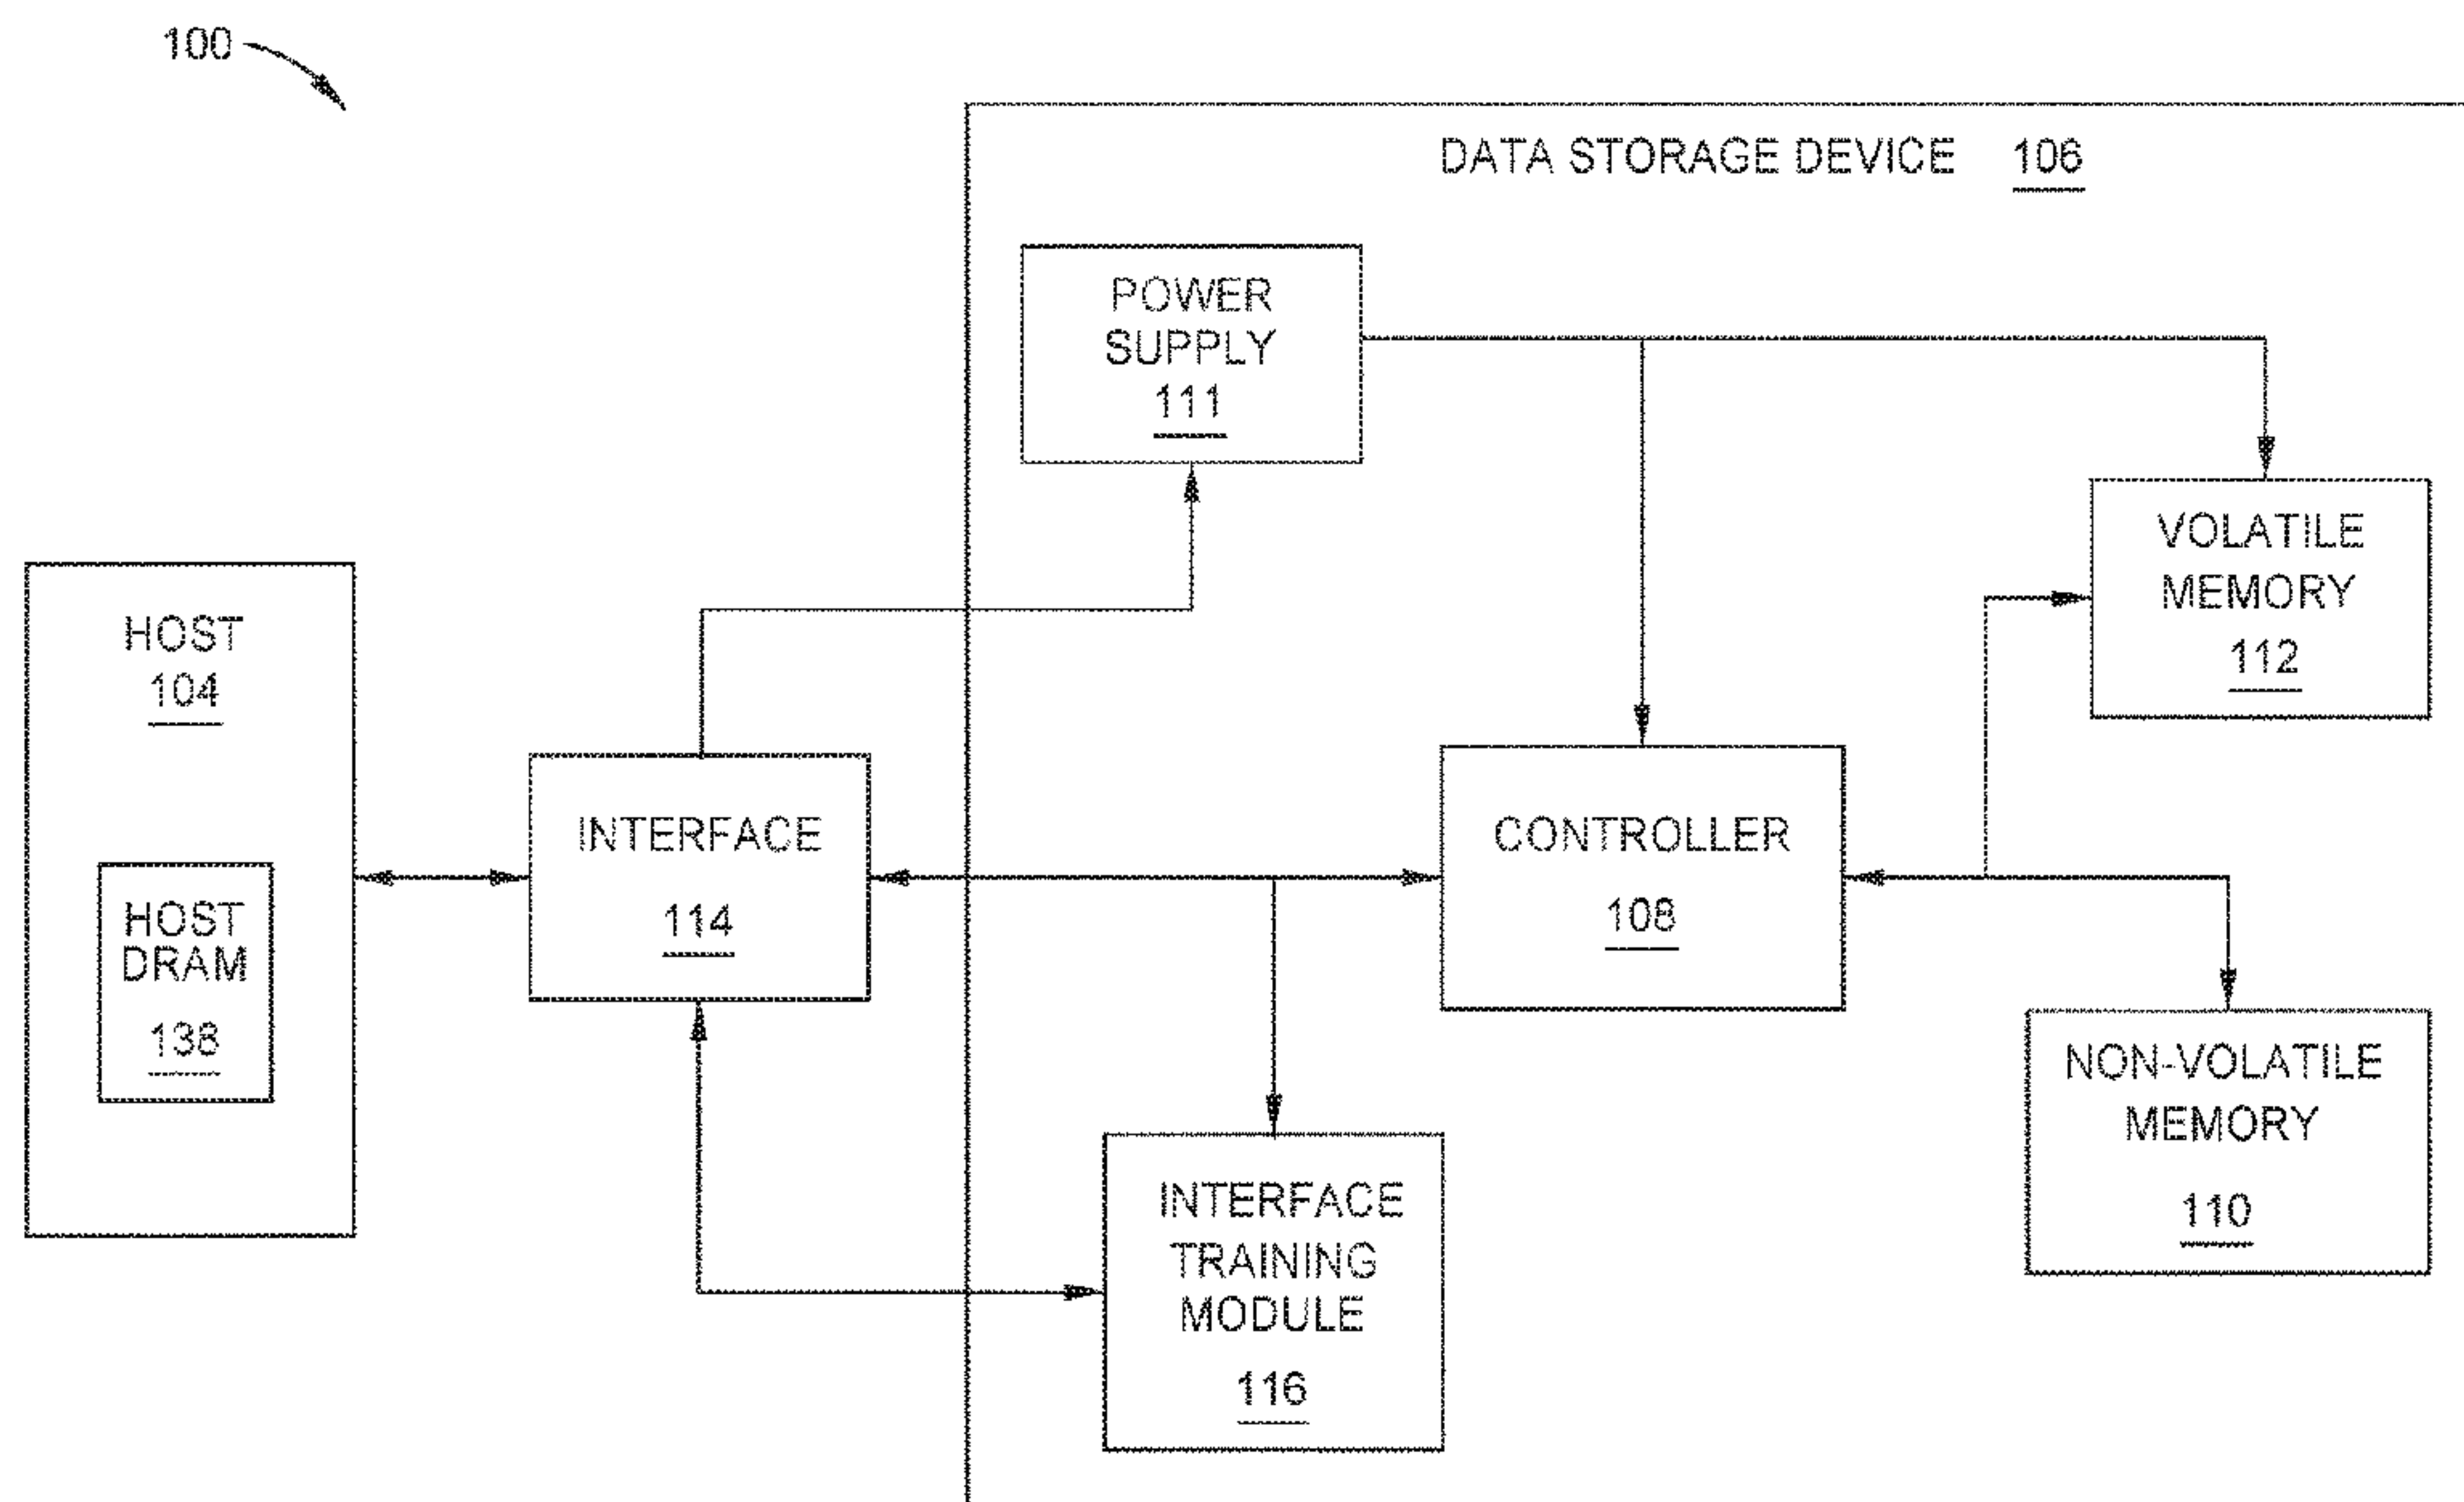 100
DATA STORAGE DEVICE 106
POWER
SUPPLY
111
VOLATILE
MEMORY
112
HOST
104
HOST
DRAM
138
INTERFACE
114
CONTROLLER
108
NON-VOLATILE
MEMORY
110
INTERFACE
TRAINING
MODULE
116